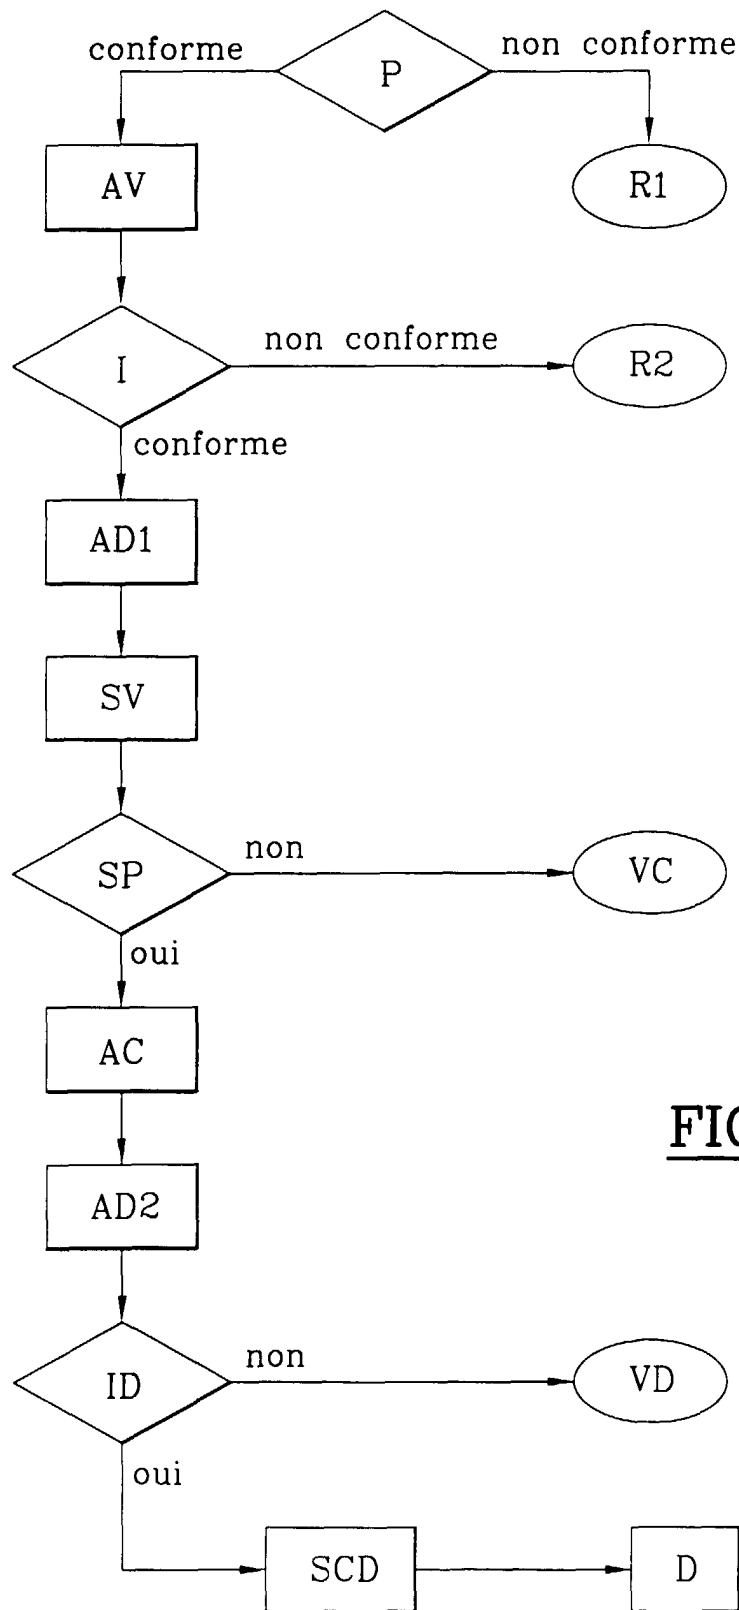 conforme
non conforme
P
AV
R1
I
non conforme
R2
conforme
AD1
SV
SP
non
VC
oui
AC
AD2
ID
non
VD
oui
SCD
D